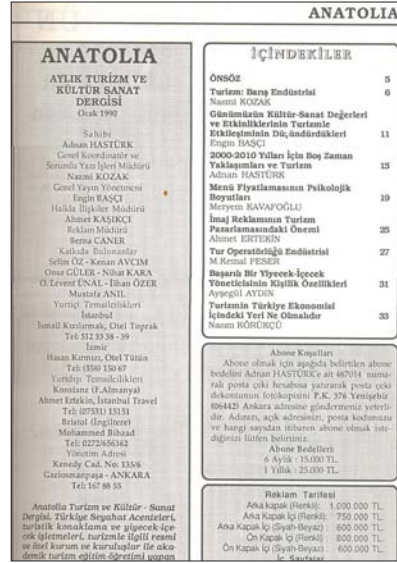 ANATOLIA
ANATOLIA
AYLIK TURİZM VE
KÜLTÜR SANAT
DERGİSİ
Ocak 1990
Sahibi
Adnan HASTÜRK
Genel Koordinatör ve
Sorumlu Yazı İşleri Müdürü
Nazmi KOZAK
Genel Yayın Yönetmeni
Engin BAŞÇI
Halkla İlişkiler Müdürü
Ahmet KAŞIKÇI
Reklam Müdürü
Berna CANER
Katkıda Bulunanlar
Selim ÖZ - Kenan AVCIM
Onur GÜLER - Nihat KARA
O. Levent ÜNAL - İlhan ÖZER
Mustafa ANIL
Yurtiçi Temsilcilikleri
İstanbul
İsmail Kızılırmak, Otel Toprak
Tel: 512 33 38 - 39
İzmir
Hasan Kırmızı, Otel Tütün
Tel: (556) 150 67
Yurtdışı Temsilcilikleri
Konstanz (F.Almanya)
Ahmet Ertekin, İstanbul Travel
Tel: (07531) 15131
Bristol (İngiltere)
Mohammed Bihzad
Tel: 0272/656362
Yönetim Adresi
Kenedy Cad. No: 135/6
Gaziosmanpaşa - ANKARA
Tel: 167 88 55
Anatolia Turizm ve Kültür - Sanat
Dergisi, Türkiye Seyahat Acenteleri,
turistik konaklama ve yiyecek-içe-
cek işletmeleri, turizmle ilgili resmi
ve özel kurum ve kuruluşlar ile aka-
demik turizm eğitim-öğretimi yapan
İÇİNDEKİLER
ÖNSÖZ 5
Turizm: Barış Endüstrisi 6
Nazmi KOZAK
Günümüzün Kültür-Sanat Değerleri
ve Etkinliklerinin Turizmle
Etkileşiminin Düşündürdükleri 11
Engin BAŞÇI
2000-2010 Yılları İçin Boş Zaman
Yaklaşımları ve Turizm 15
Adnan HASTÜRK
Menü Fiyatlamasının Psikolojik
Boyutları 19
Meryem KAVAFOĞLU
İmaj Reklamının Turizm
Pazarlamasındaki Önemi 25
Ahmet ERTEKİN
Tur Operatörlüğü Endüstrisi 27
M.Kemal PESER
Başarılı Bir Yiyecek-İçecek
Yöneticisinin Kişilik Özellikleri 31
Ayşegül AYDIN
Turizmin Türkiye Ekonomisi
İçindeki Yeri Ne Olmalıdır 33
Nazım KÖRÜKÇÜ
Abone Koşulları
Abone olmak için aşağıda belirtilen abone
bedelini Adnan HASTÜRK'e ait 467014 numa-
ralı posta çeki hesabına yatırarak posta çeki
dekontunun fotokopisini P.K. 376 Yenişehir
(06442) Ankara adresine göndermeniz yeterli-
dir. Adınızı, açık adresinizi, posta kodunuzu
ve hangi sayıdan itibaren abone olmak iste-
diğinizi lütfen belirtiniz.
Abone Bedelleri:
6 Aylık : 15.000 TL.
1 Yıllık : 25.000 TL.
Reklam Tarifesi
Arka kapak (Renkli): 1.000.000 TL.
Arka Kapak İçi (Renkli): 750.000 TL.
Arka Kapak İçi (Siyah-Beyaz) : 600.000 TL.
Ön Kapak İçi (Renkli): 800.000 TL.
Ön Kapak İçi (Siyah-Beyaz) : 600.000 TL.
İç Sayfalar